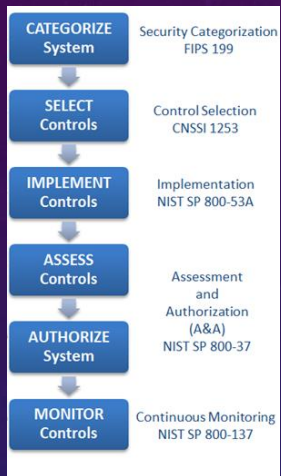 CATEGORIZE
System
Security Categorization
FIPS 199
SELECT
Controls
Control Selection
CNSSI 1253
IMPLEMENT
Controls
Implementation
NIST SP 800-53A
ASSESS
Controls
Assessment
and
Authorization
(A&A)
NIST SP 800-37
AUTHORIZE
System
MONITOR
Controls
Continuous Monitoring
NIST SP 800-137